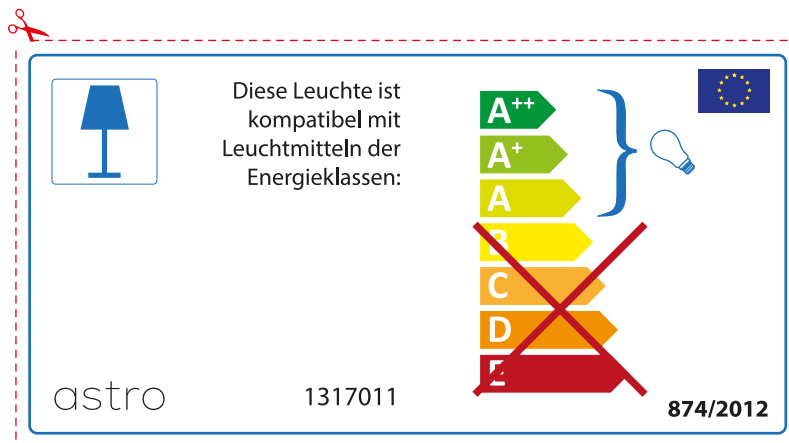 Diese Leuchte ist
kompatibel mit
Leuchtmitteln der
Energieklassen:
A++
A+
A
B
C
D
E
astro
1317011
874/2012